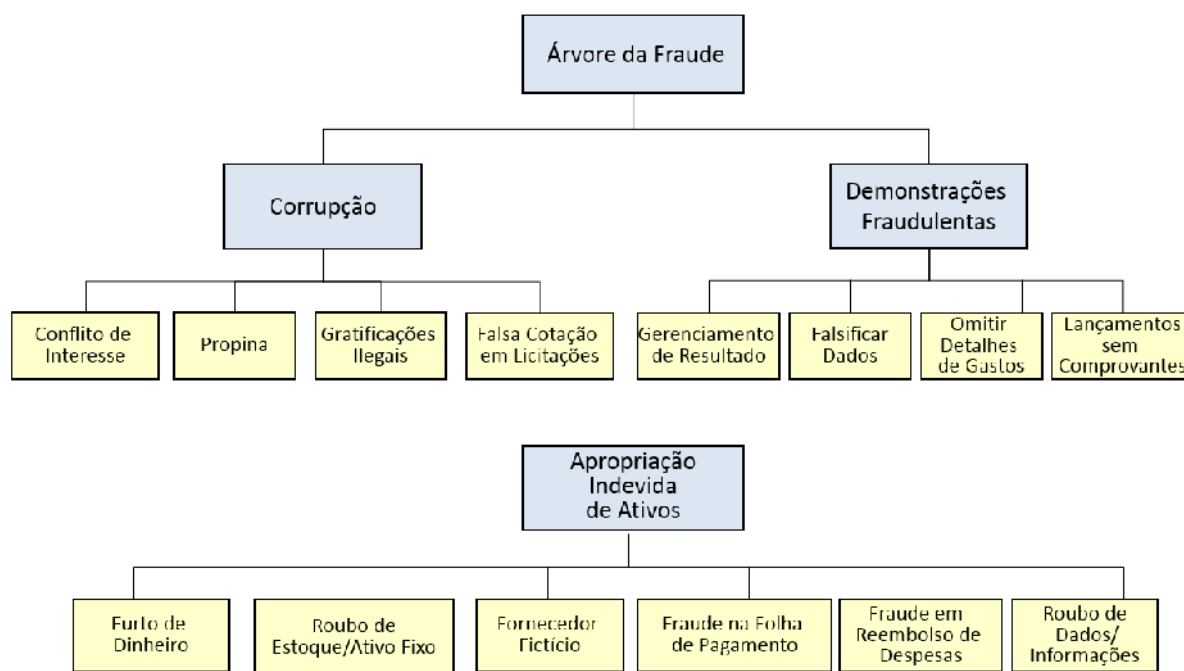 Árvore da Fraude
Corrupção
Demonstrações
Fraudulentas
Conflito de
Interesse
Propina
Gratificações
Ilegais
Falsa Cotação
em Licitações
Gerenciamento
de Resultado
Falsificar
Dados
Omitir
Detalhes
de Gastos
Lançamentos
sem
Comprovantes
Apropriação
Indevida
de Ativos
Furto de
Dinheiro
Roubo de
Estoque/Ativo Fixo
Fornecedor
Fictício
Fraude na Folha
de Pagamento
Fraude em
Reembolso de
Despesas
Roubo de
Dados/
Informações